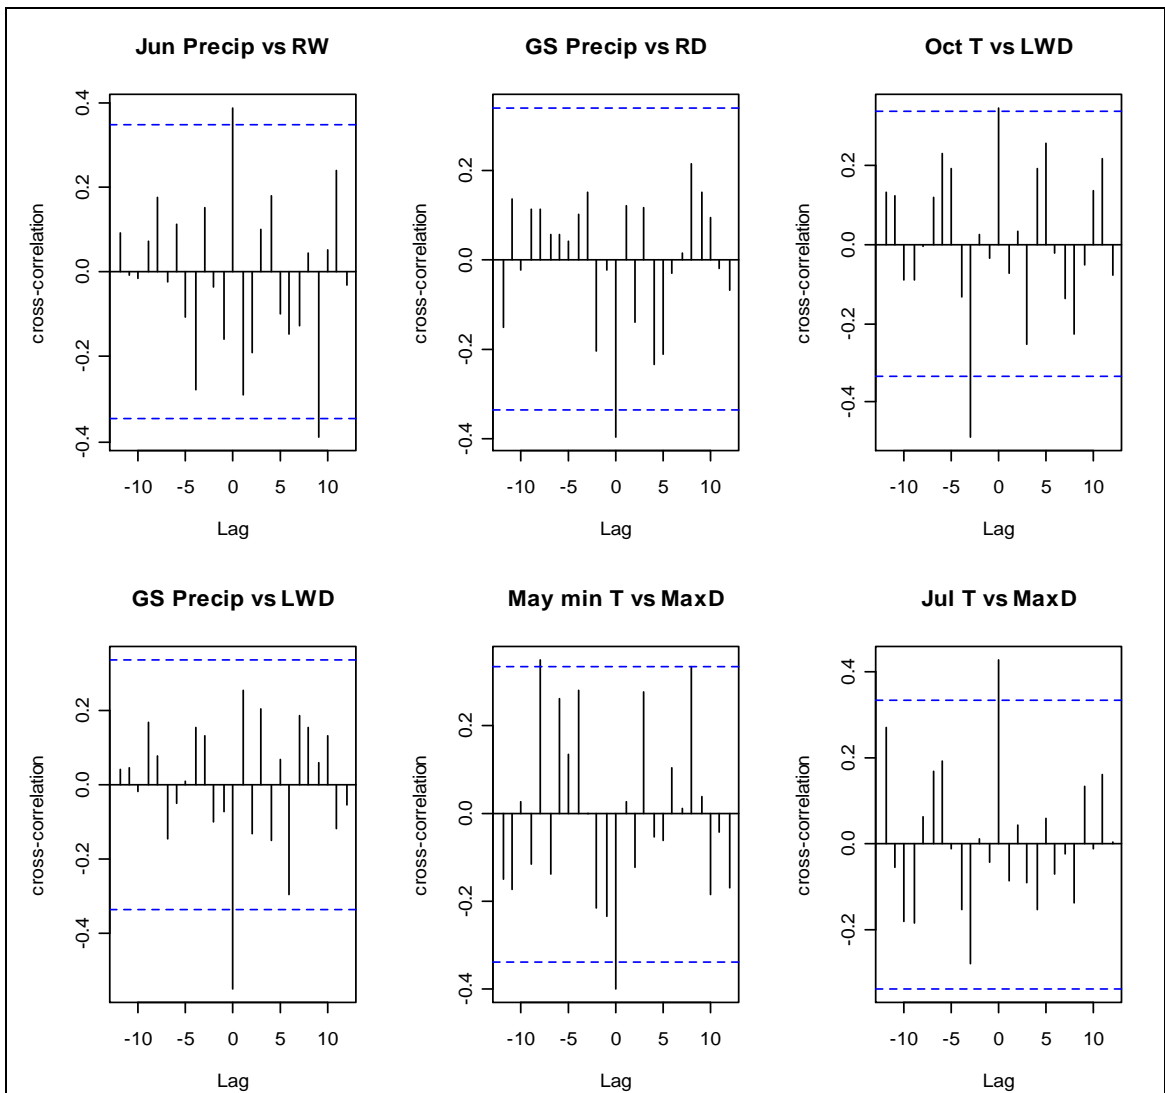 Jun Precip vs RW
cross-correlation
0.4
0.2
0.0
-0.2
-0.4
-10 -5 0 5 10
Lag
GS Precip vs RD
cross-correlation
0.2
0.0
-0.2
-0.4
-10 -5 0 5 10
Lag
Oct T vs LWD
cross-correlation
0.2
0.0
-0.2
-0.4
-10 -5 0 5 10
Lag
GS Precip vs LWD
cross-correlation
0.2
0.0
-0.2
-0.4
-10 -5 0 5 10
Lag
May min T vs MaxD
cross-correlation
0.2
0.0
-0.2
-0.4
-10 -5 0 5 10
Lag
Jul T vs MaxD
cross-correlation
0.4
0.2
0.0
-0.2
-10 -5 0 5 10
Lag